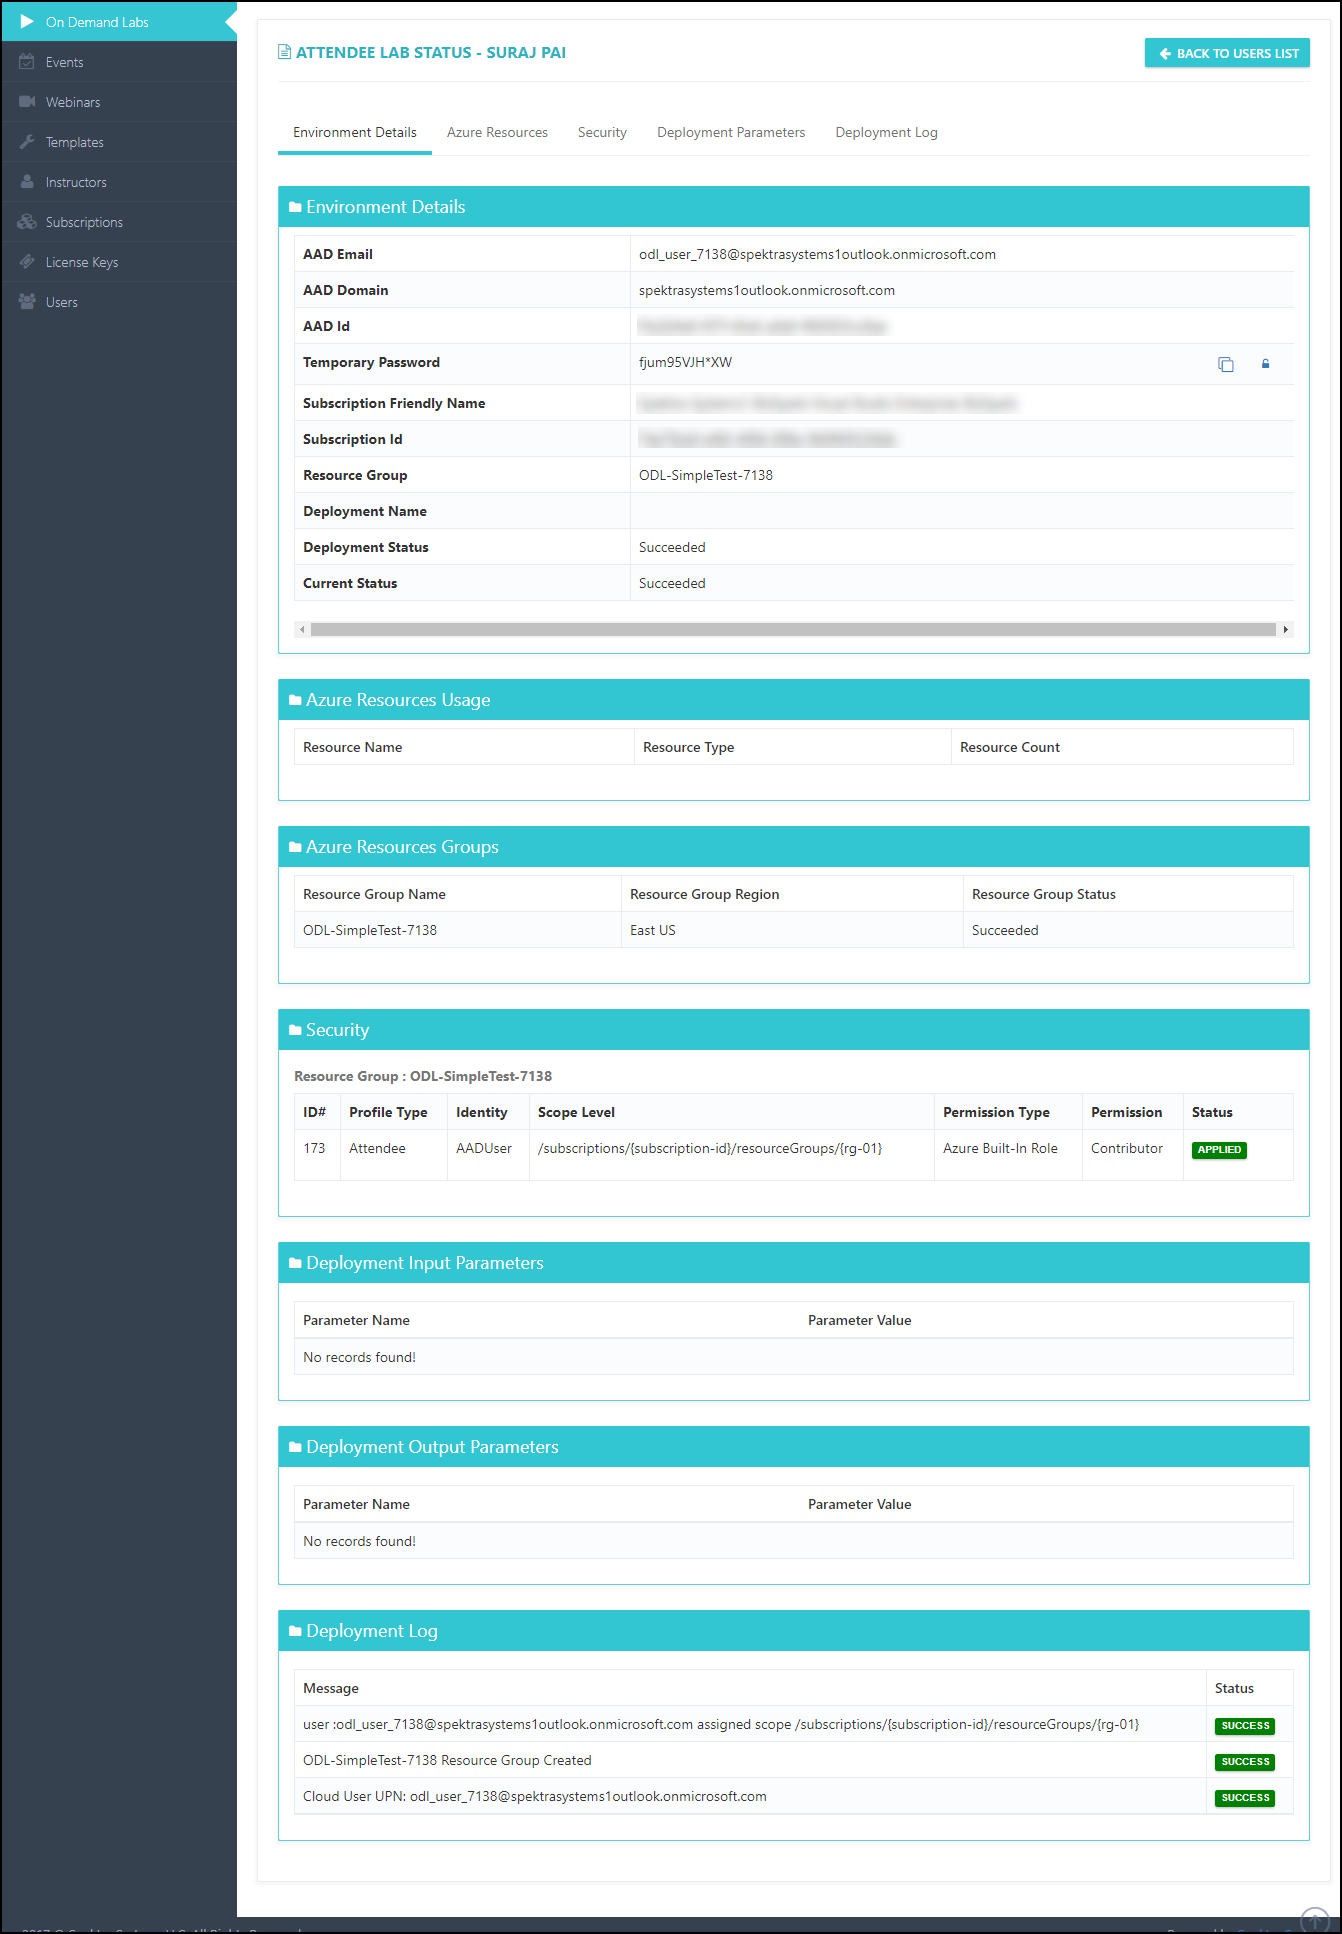 On Demand Labs
Events
Webinars
Templates
Instructors
Subscriptions
License Keys
Users
ATTENDEE LAB STATUS - SURAJ PAI
BACK TO USERS LIST
Environment Details Azure Resources Security Deployment Parameters Deployment Log
Environment Details
AAD Email odl_user_7138@spektrasystems1outlook.onmicrosoft.com
AAD Domain spektrasystems1outlook.onmicrosoft.com
AAD Id
Temporary Password fjum95VJH*XW
Subscription Friendly Name
Subscription Id
Resource Group ODL-SimpleTest-7138
Deployment Name
Deployment Status Succeeded
Current Status Succeeded
Azure Resources Usage
Resource Name Resource Type Resource Count
Azure Resources Groups
Resource Group Name Resource Group Region Resource Group Status
ODL-SimpleTest-7138 East US Succeeded
Security
Resource Group : ODL-SimpleTest-7138
ID# Profile Type Identity Scope Level Permission Type Permission Status
173 Attendee AADUser /subscriptions/{subscription-id}/resourceGroups/{rg-01} Azure Built-In Role Contributor APPLIED
Deployment Input Parameters
Parameter Name Parameter Value
No records found!
Deployment Output Parameters
Parameter Name Parameter Value
No records found!
Deployment Log
Message Status
user :odl_user_7138@spektrasystems1outlook.onmicrosoft.com assigned scope /subscriptions/{subscription-id}/resourceGroups/{rg-01} SUCCESS
ODL-SimpleTest-7138 Resource Group Created SUCCESS
Cloud User UPN: odl_user_7138@spektrasystems1outlook.onmicrosoft.com SUCCESS